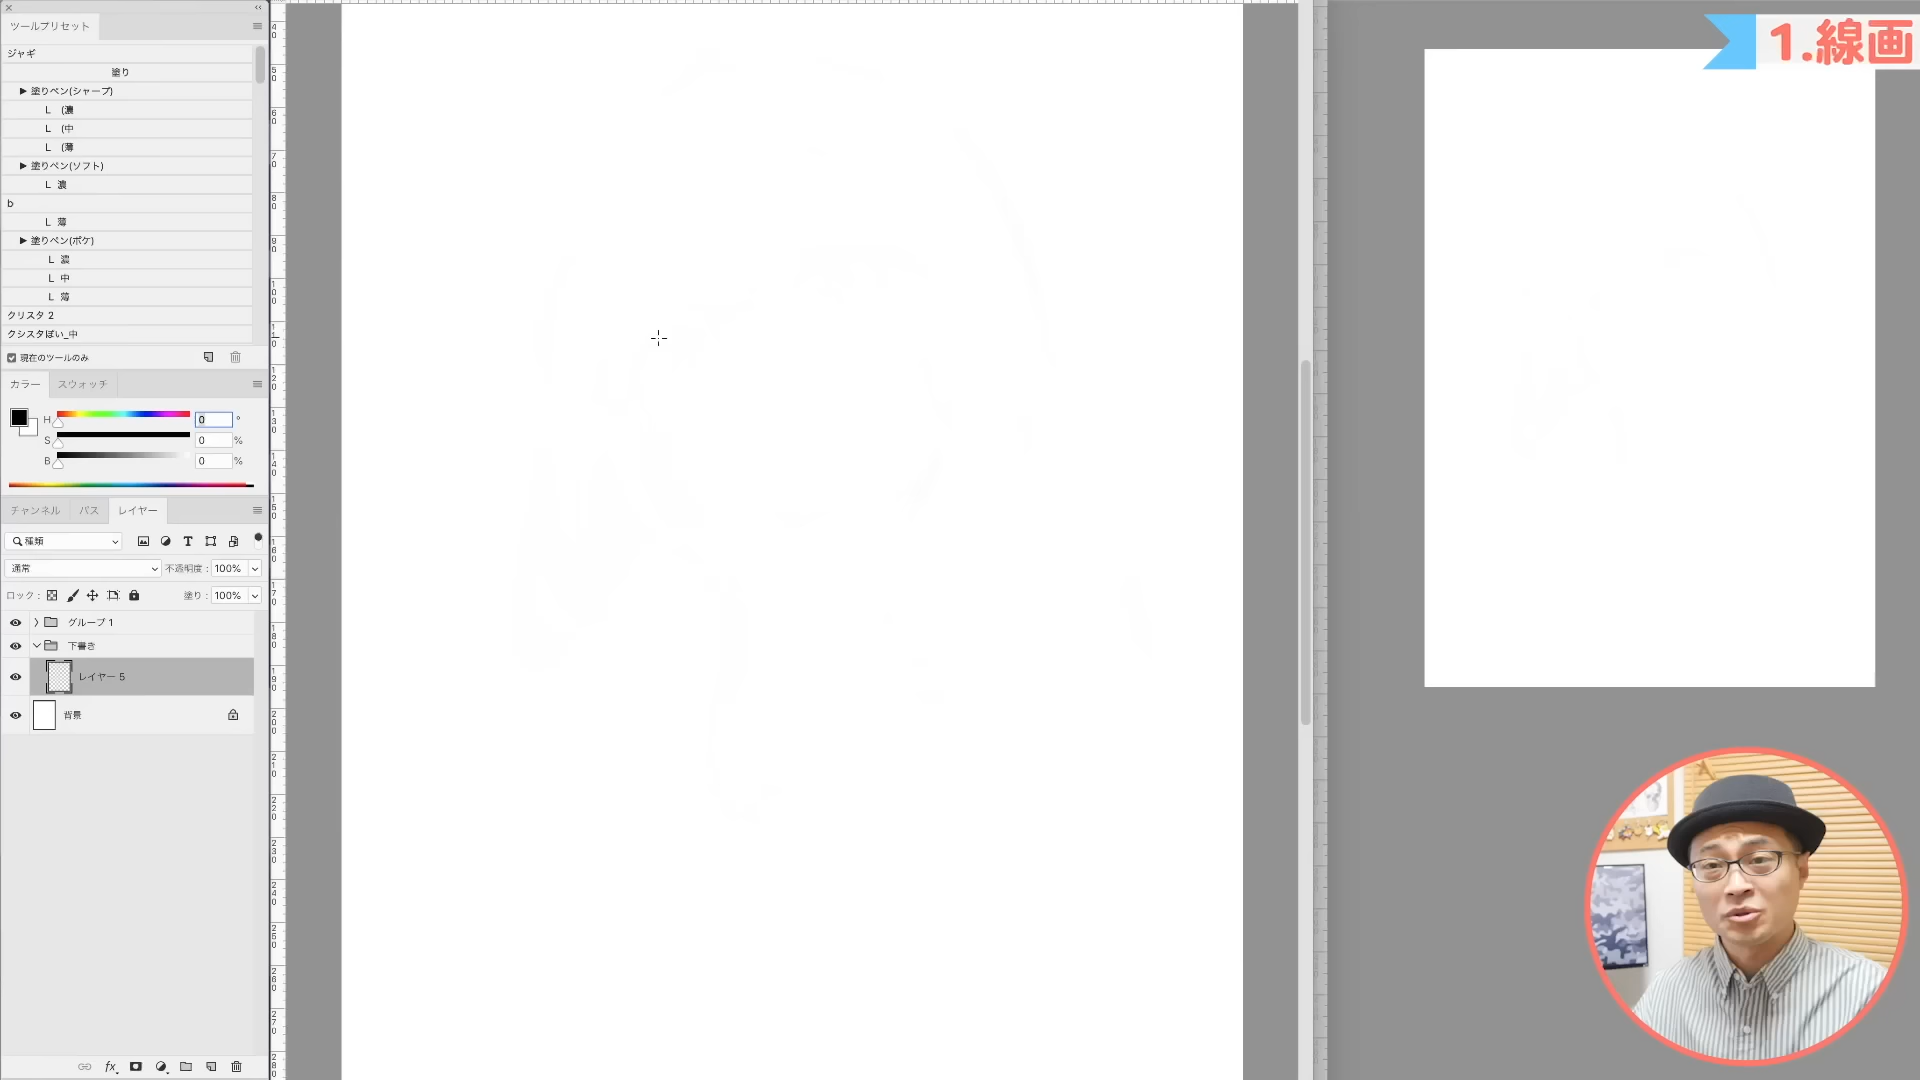 ツールプリセット
ジャギ
塗り
▶ 塗りペン(シャープ)
L (濃
L (中
L (薄
▶ 塗りペン(ソフト)
L 濃
b
L 薄
▶ 塗りペン(ボケ)
L 濃
L 中
L 薄
クリスタ 2
クシスタぽい_中
現在のツールのみ
カラー スウォッチ
H 0 °
S 0 %
B 0 %
チャンネル パス レイヤー
種類
通常 不透明度 : 100%
ロック : 塗り : 100%
グループ 1
下書き
レイヤー 5
背景
fx
1.線画